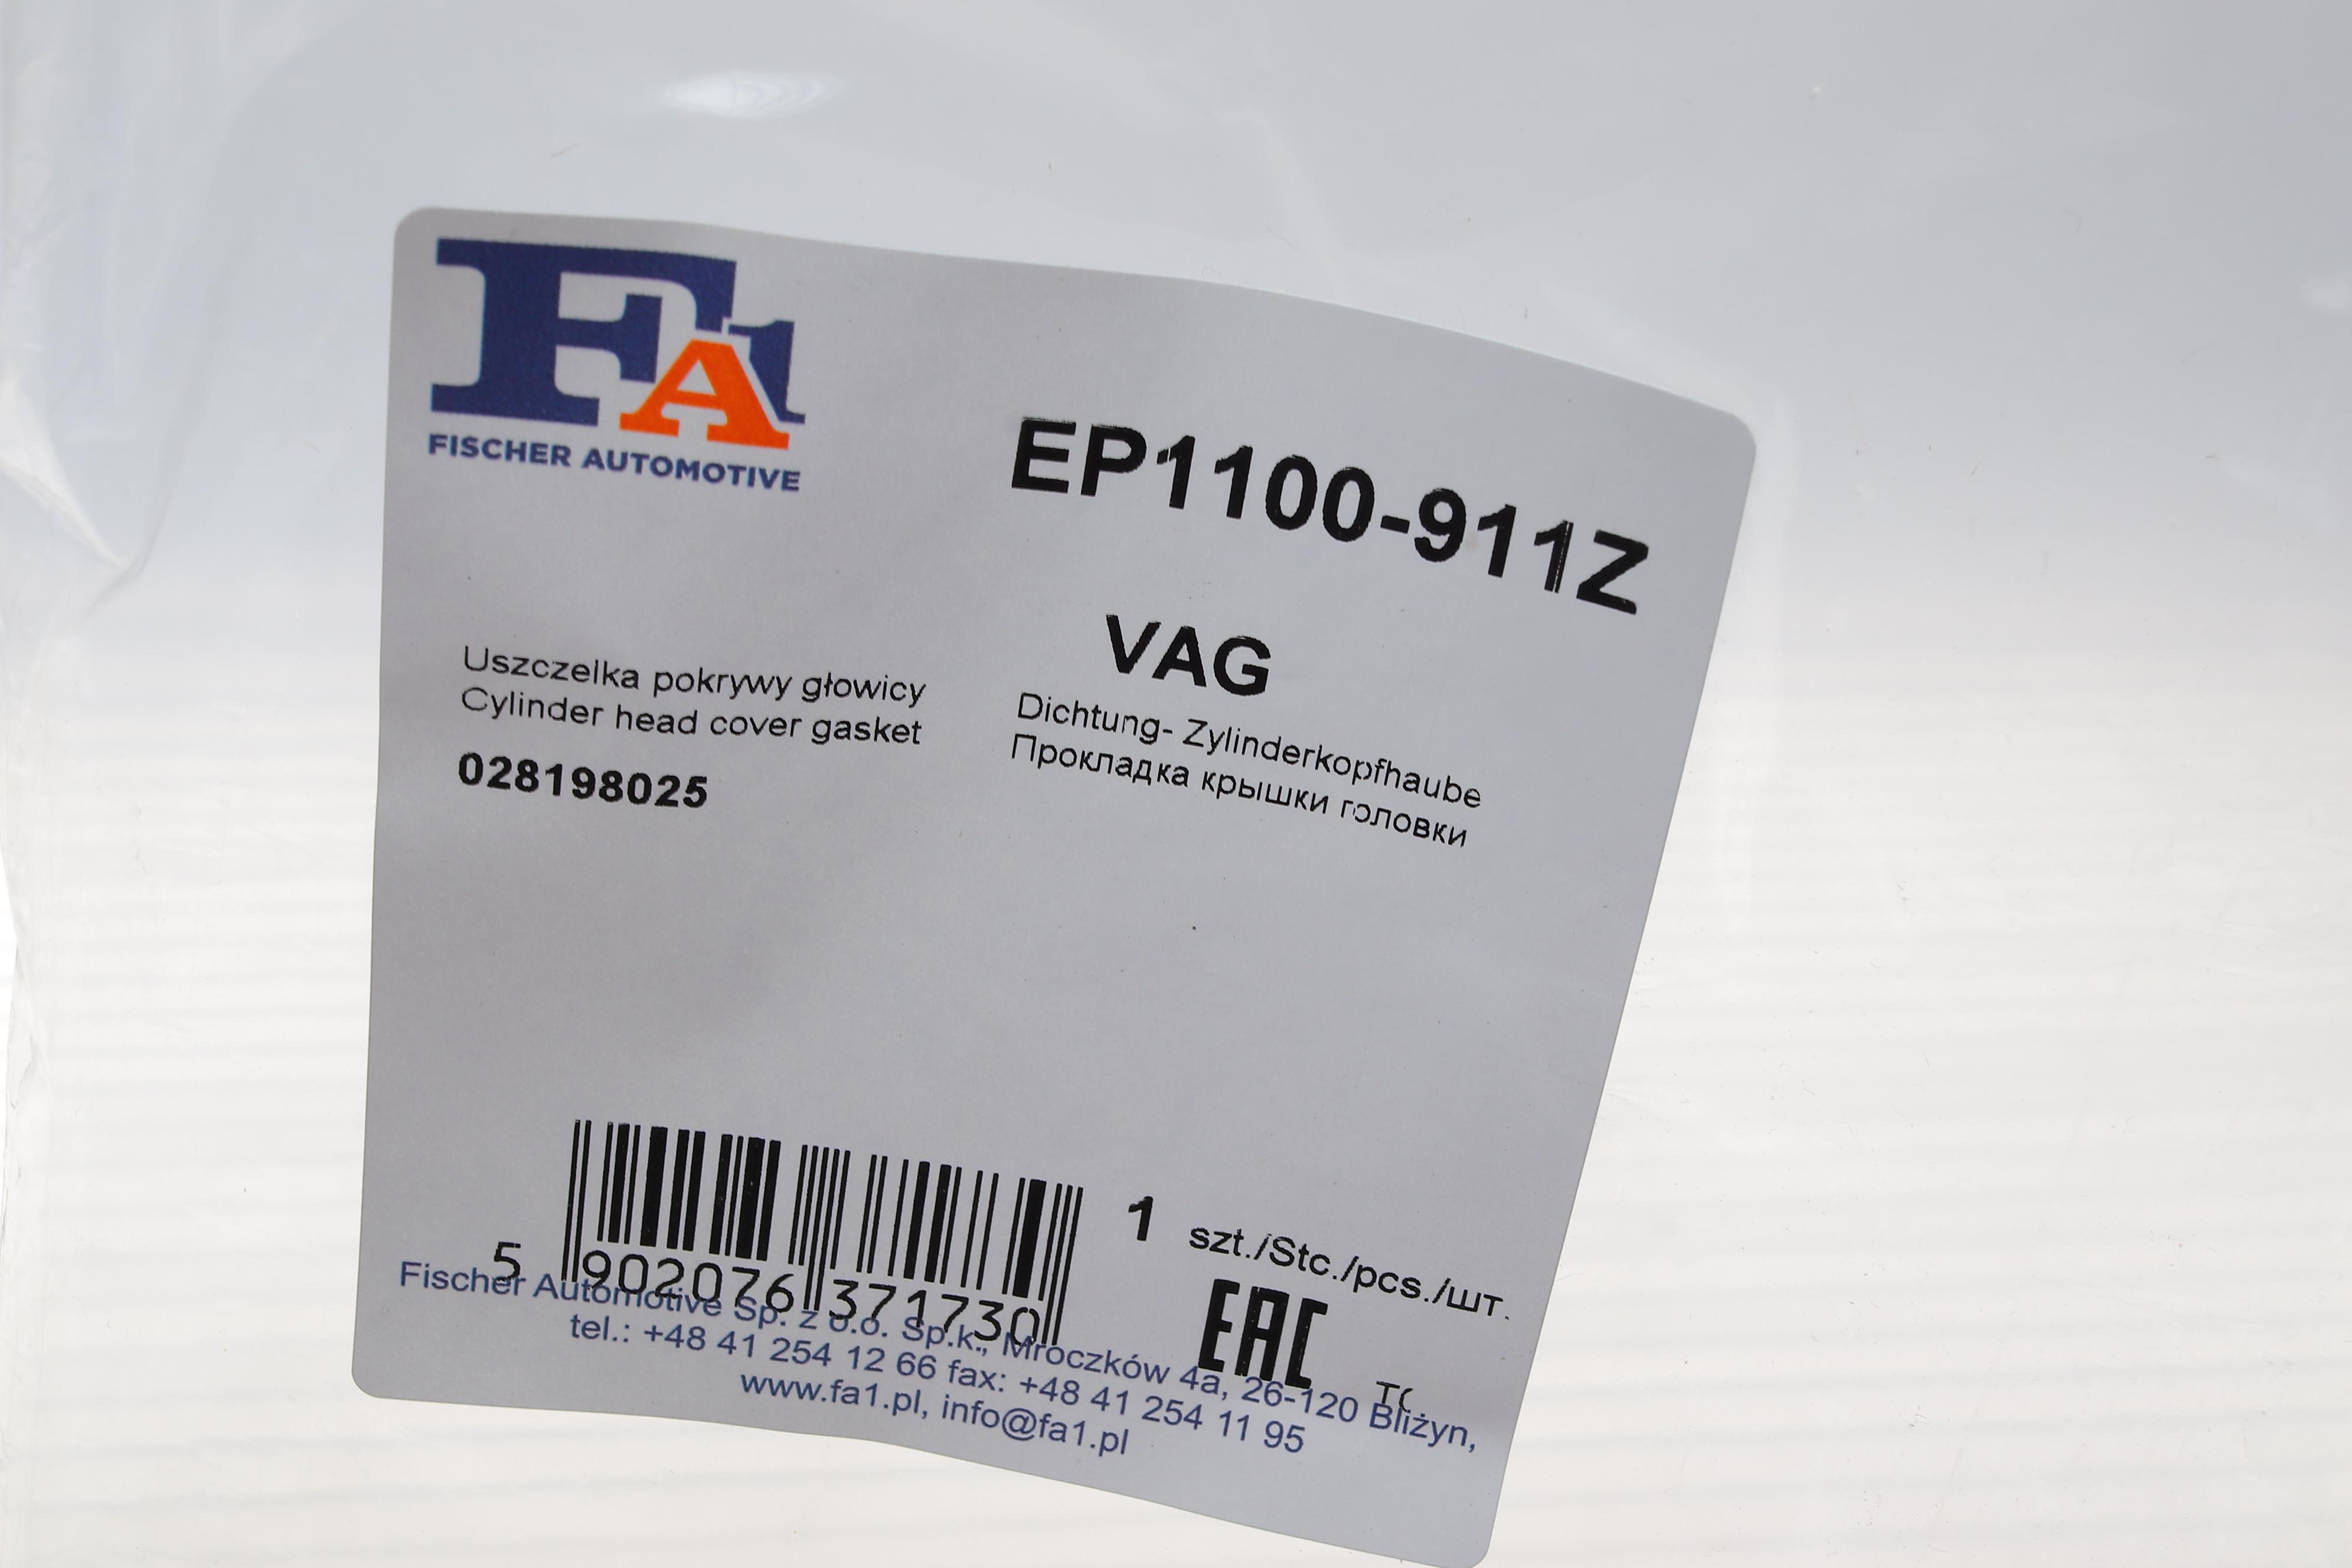 FA1
FISCHER AUTOMOTIVE
EP1100-911Z
VAG
Uszczelka pokrywy głowicy
Cylinder head cover gasket
028198025
Dichtung- Zylinderkopfhaube
Прокладка крышки головки
5 902076 371730
1 szt./Stc./pcs./шт.
EAC
Fischer Automotive Sp. z o.o. Sp.k., Mroczków 4a, 26-120 Bliżyn,
tel.: +48 41 254 12 66 fax: +48 41 254 11 95
www.fa1.pl, info@fa1.pl